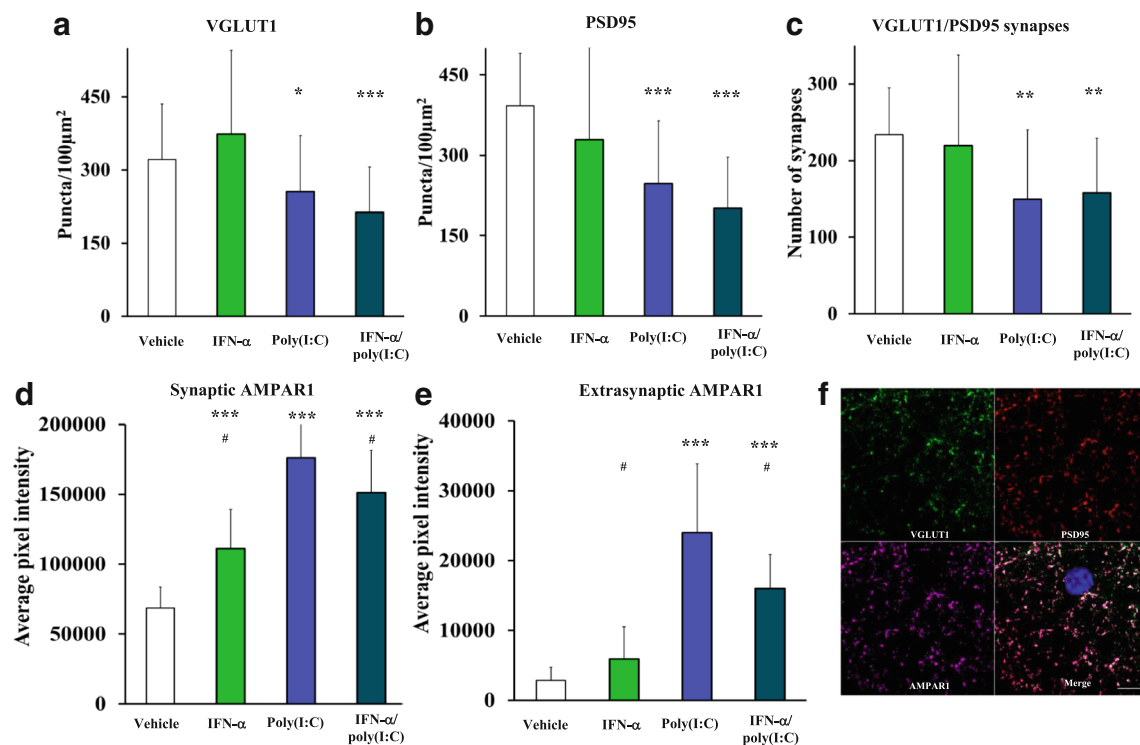 a
VGLUT1
Puncta/100µm²
450
300
150
0
*
***
Vehicle
IFN-α
Poly(I:C)
IFN-α/
poly(I:C)
b
PSD95
Puncta/100µm²
450
300
150
0
***
***
Vehicle
IFN-α
Poly(I:C)
IFN-α/
poly(I:C)
c
VGLUT1/PSD95 synapses
Number of synapses
300
200
100
0
**
**
Vehicle
IFN-α
Poly(I:C)
IFN-α/
poly(I:C)
d
Synaptic AMPAR1
Average pixel intensity
200000
150000
100000
50000
0
***
#
***
***
#
Vehicle
IFN-α
Poly(I:C)
IFN-α/
poly(I:C)
e
Extrasynaptic AMPAR1
Average pixel intensity
40000
30000
20000
10000
0
#
***
***
#
Vehicle
IFN-α
Poly(I:C)
IFN-α/
poly(I:C)
f
VGLUT1
PSD95
AMPAR1
Merge